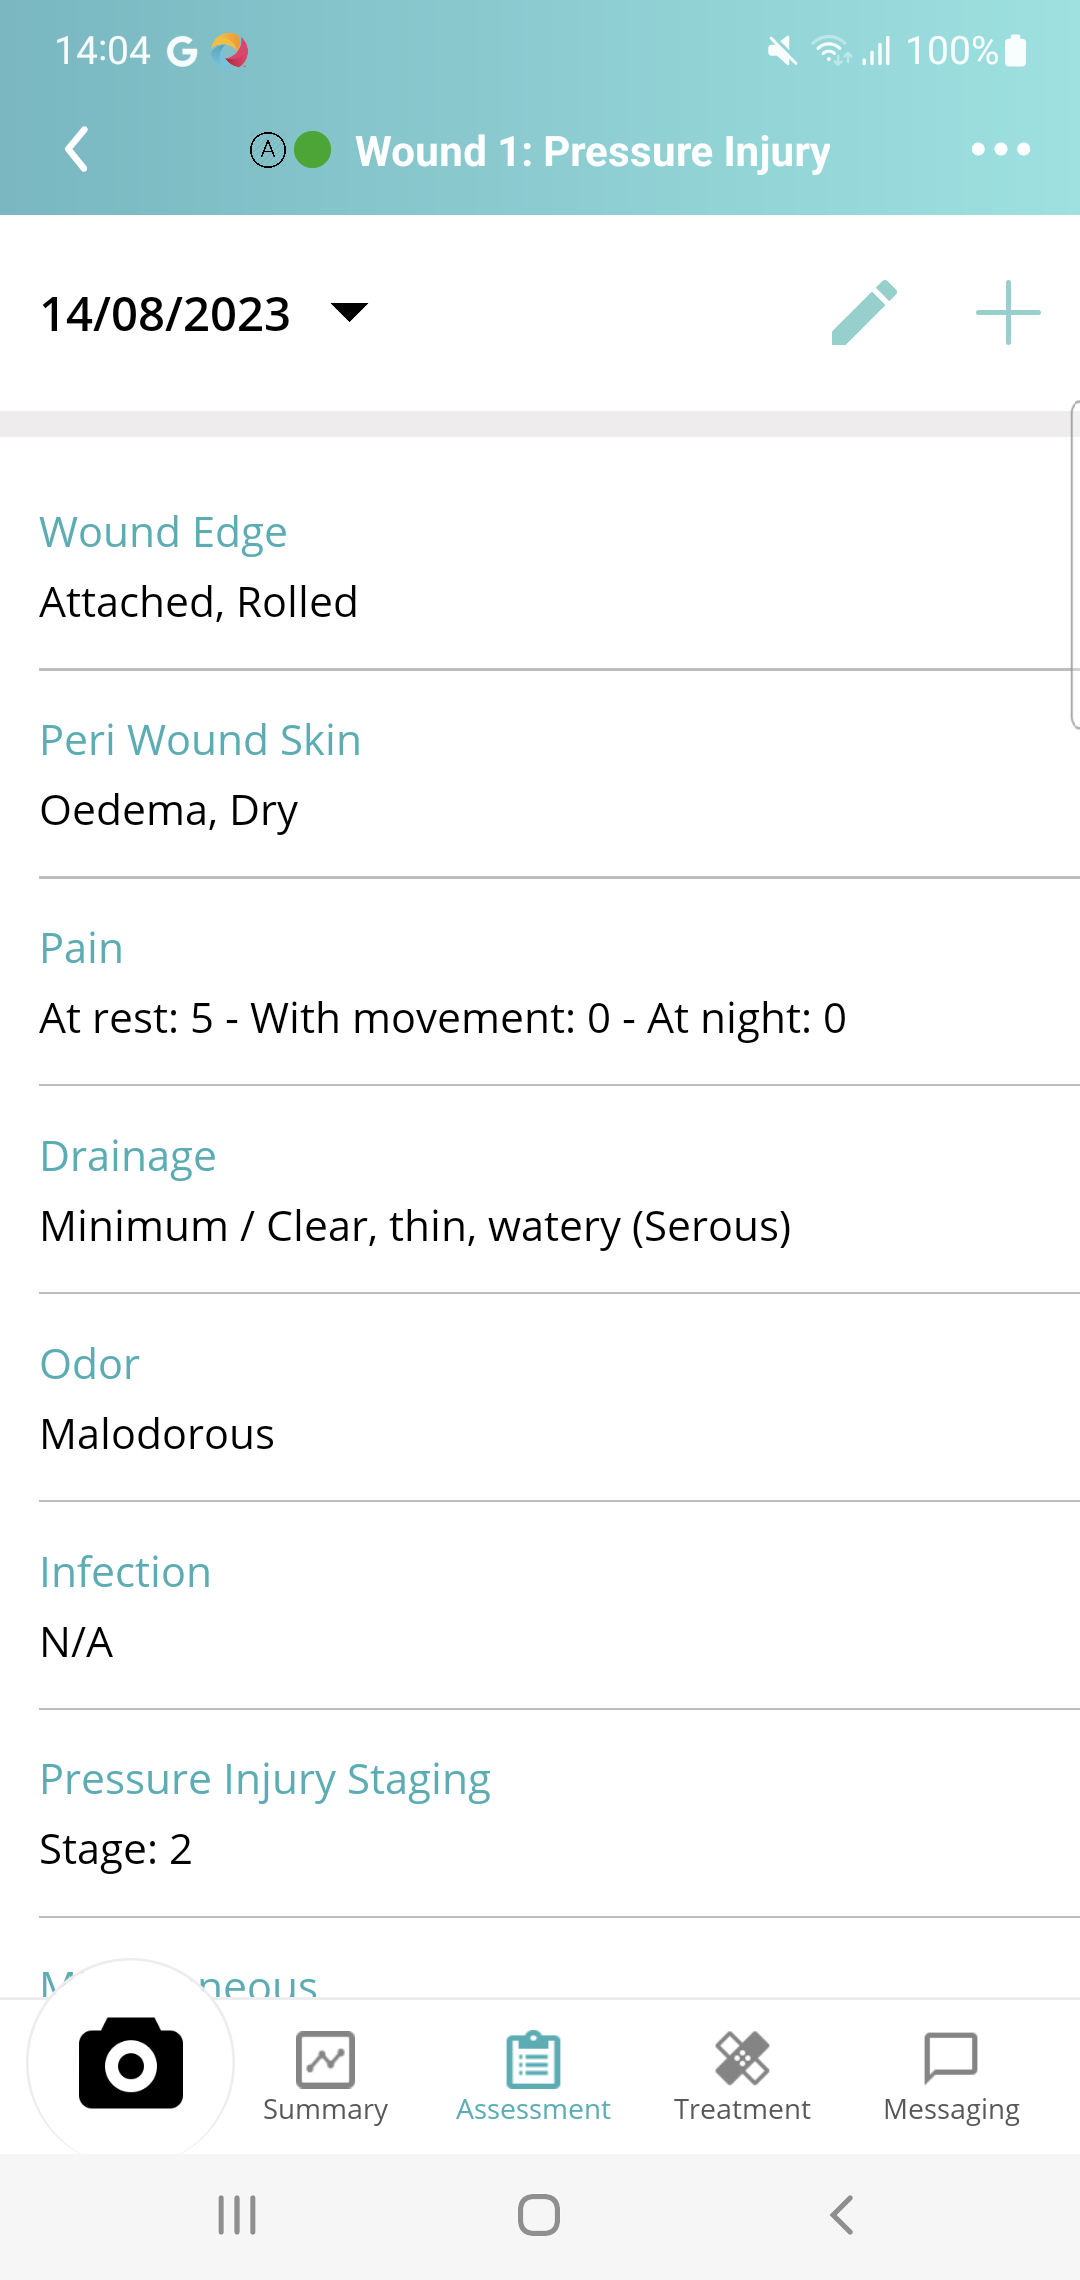 14:04 G 100%
A Wound 1: Pressure Injury
14/08/2023
Wound Edge
Attached, Rolled
Peri Wound Skin
Oedema, Dry
Pain
At rest: 5 - With movement: 0 - At night: 0
Drainage
Minimum / Clear, thin, watery (Serous)
Odor
Malodorous
Infection
N/A
Pressure Injury Staging
Stage: 2
Summary
Assessment
Treatment
Messaging